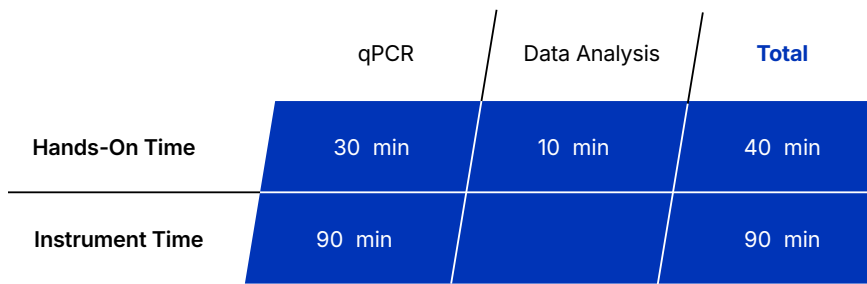 qPCR Data Analysis Total
Hands-On Time 30 min 10 min 40 min
Instrument Time 90 min 90 min